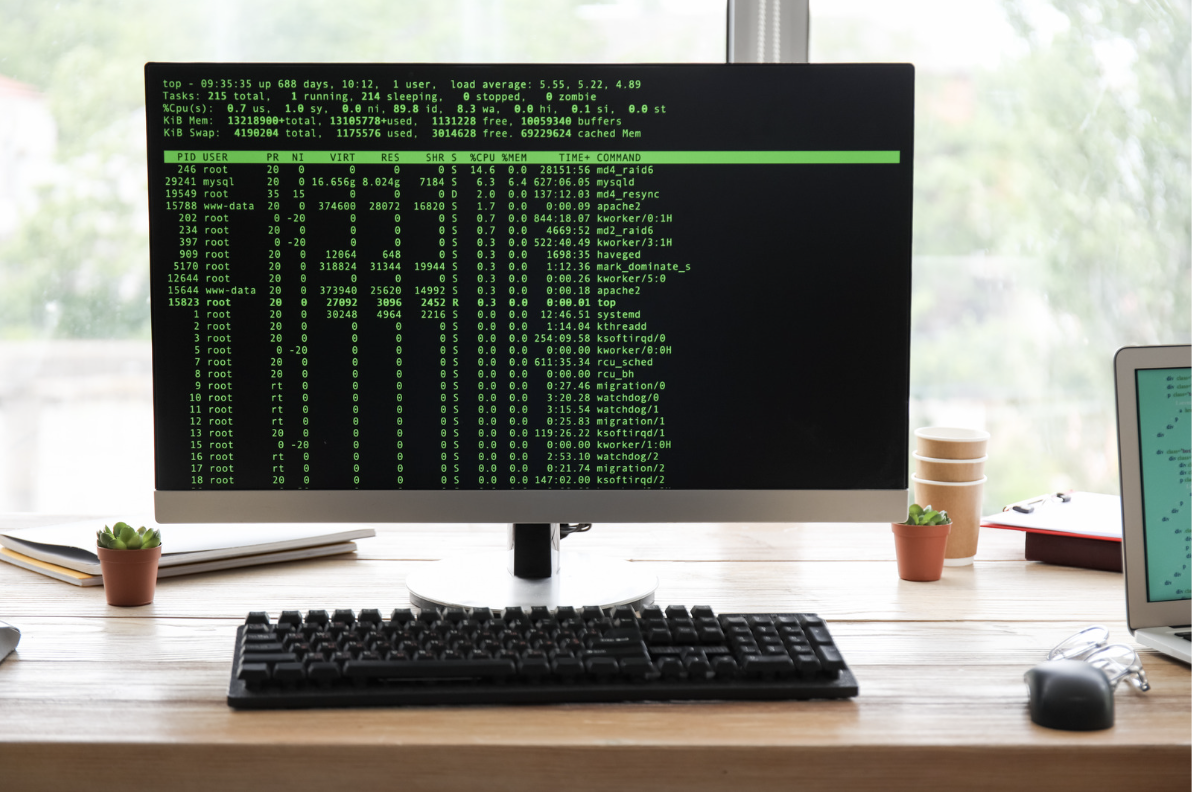 top - 09:35:35 up 688 days, 10:12,  1 user,  load average: 5.55, 5.22, 4.89
Tasks: 215 total,   1 running, 214 sleeping,   0 stopped,   0 zombie
%Cpu(s):  0.7 us,  1.0 sy,  0.0 ni, 89.8 id,  8.3 wa,  0.0 hi,  0.1 si,  0.0 st
KiB Mem:  13218900+total, 13105778+used,  1131228 free, 10059340 buffers
KiB Swap:  4190204 total,  1175576 used,  3014628 free. 69229624 cached Mem
PID USER PR NI VIRT RES SHR S %CPU %MEM TIME+ COMMAND
246 root 20 0 0 0 0 S 14.6 0.0 28151:56 md4_raid6
29241 mysql 20 0 16.656g 8.024g 7184 S 6.3 6.4 627:06.05 mysqld
19549 root 35 15 0 0 0 D 2.0 0.0 137:12.03 md4_resync
15788 www-data 20 0 374600 28072 16820 S 1.7 0.0 0:00.09 apache2
202 root 0 -20 0 0 0 S 0.7 0.0 844:18.07 kworker/0:1H
234 root 20 0 0 0 0 S 0.7 0.0 4669:52 md2_raid6
397 root 0 -20 0 0 0 S 0.3 0.0 522:40.49 kworker/3:1H
909 root 20 0 12064 648 0 S 0.3 0.0 1698:35 haveged
5170 root 20 0 318824 31344 19944 S 0.3 0.0 1:12.36 mark_dominate_s
12644 root 20 0 0 0 0 S 0.3 0.0 0:00.26 kworker/5:0
15644 www-data 20 0 373940 25620 14992 S 0.3 0.0 0:00.18 apache2
15823 root 20 0 27092 3096 2452 R 0.3 0.0 0:00.01 top
1 root 20 0 30248 4964 2216 S 0.0 0.0 12:46.51 systemd
2 root 20 0 0 0 0 S 0.0 0.0 1:14.04 kthreadd
3 root 20 0 0 0 0 S 0.0 0.0 254:09.58 ksoftirqd/0
5 root 0 -20 0 0 0 S 0.0 0.0 0:00.00 kworker/0:0H
7 root 20 0 0 0 0 S 0.0 0.0 611:35.34 rcu_sched
8 root 20 0 0 0 0 S 0.0 0.0 0:00.00 rcu_bh
9 root rt 0 0 0 0 S 0.0 0.0 0:27.46 migration/0
10 root rt 0 0 0 0 S 0.0 0.0 3:20.28 watchdog/0
11 root rt 0 0 0 0 S 0.0 0.0 3:15.54 watchdog/1
12 root rt 0 0 0 0 S 0.0 0.0 0:25.83 migration/1
13 root 20 0 0 0 0 S 0.0 0.0 119:26.22 ksoftirqd/1
15 root 0 -20 0 0 0 S 0.0 0.0 0:00.00 kworker/1:0H
16 root rt 0 0 0 0 S 0.0 0.0 2:53.10 watchdog/2
17 root rt 0 0 0 0 S 0.0 0.0 0:21.74 migration/2
18 root 20 0 0 0 0 S 0.0 0.0 147:02.00 ksoftirqd/2